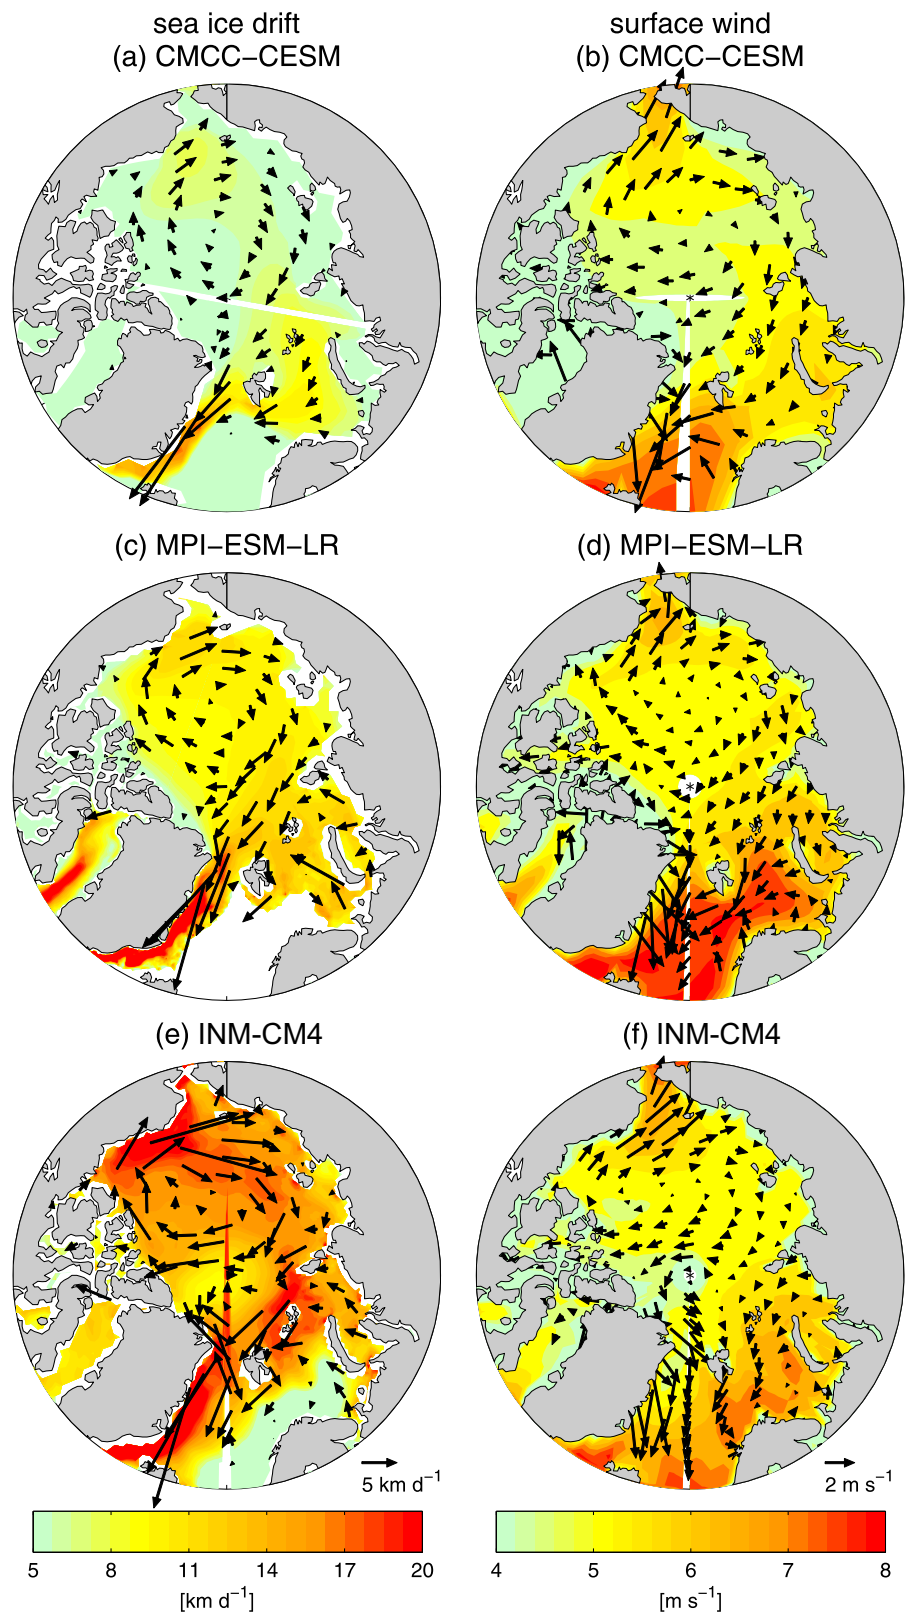 sea ice drift
surface wind
(a) CMCC−CESM
(b) CMCC−CESM
(c) MPI−ESM−LR
(d) MPI−ESM−LR
(e) INM-CM4
(f) INM-CM4
5 km d⁻¹
2 m s⁻¹
5 8 11 14 17 20
4 5 6 7 8
[km d⁻¹]
[m s⁻¹]